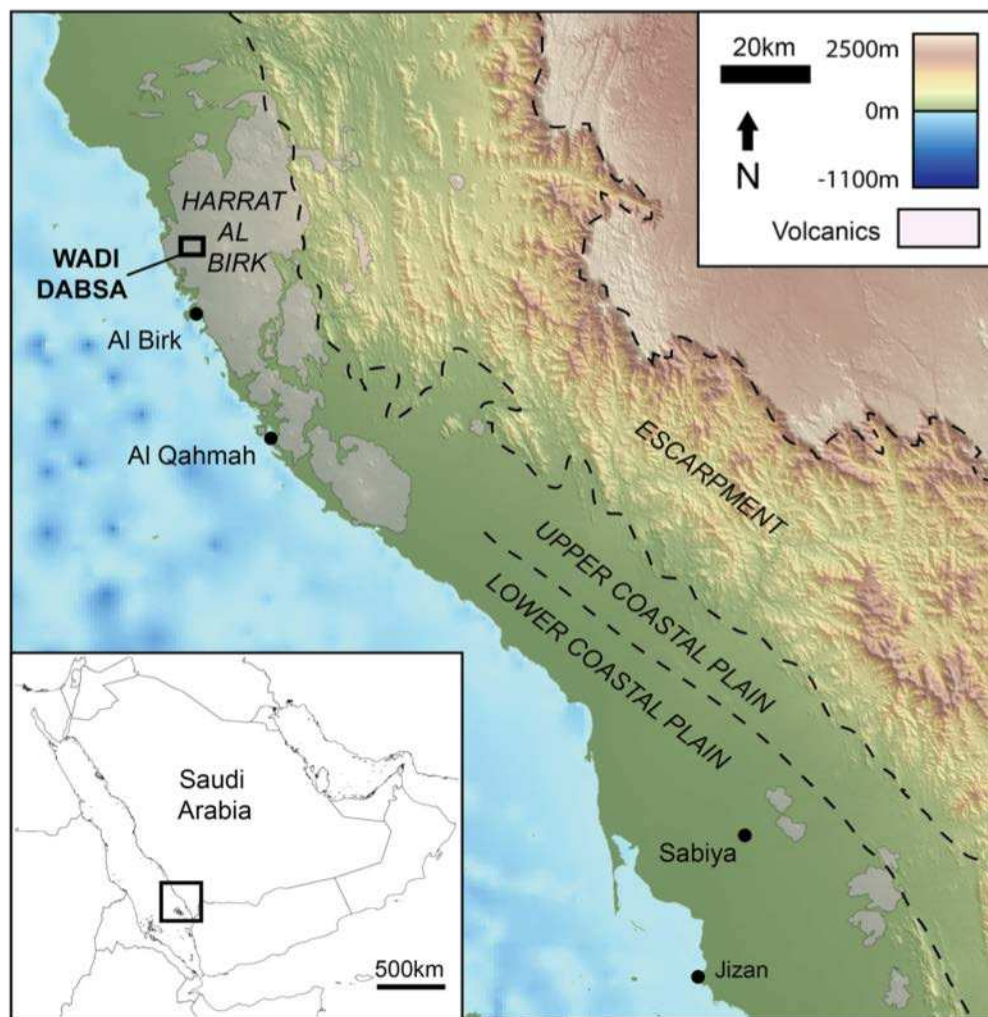 20km
N
2500m
0m
-1100m
Volcanics
HARRAT
AL
BIRK
WADI
DABSA
Al Birk
Al Qahmah
ESCARPMENT
UPPER COASTAL PLAIN
LOWER COASTAL PLAIN
Sabiya
Jizan
Saudi
Arabia
500km